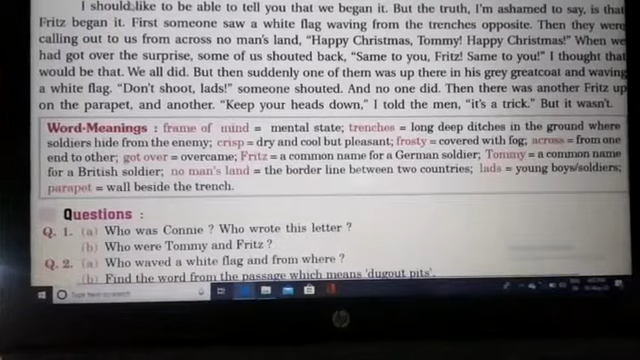 I should like to be able to tell you that we began it. But the truth, I'm ashamed to say, is that
Fritz began it. First someone saw a white flag waving from the trenches opposite. Then they were
calling out to us from across no man's land, “Happy Christmas, Tommy! Happy Christmas!” When we
had got over the surprise, some of us shouted back, “Same to you, Fritz! Same to you!” I thought that
would be that. We all did. But then suddenly one of them was up there in his grey greatcoat and waving
a white flag. “Don't shoot, lads!” someone shouted. And no one did. Then there was another Fritz up
on the parapet, and another. “Keep your heads down,” I told the men, “it's a trick.” But it wasn't.
Word-Meanings : frame of mind = mental state; trenches = long deep ditches in the ground where
soldiers hide from the enemy; crisp = dry and cool but pleasant; frosty = covered with fog; across = from one
end to other; got over = overcame; Fritz = a common name for a German soldier; Tommy = a common name
for a British soldier; no man's land = the border line between two countries; lads = young boys/soldiers;
parapet = wall beside the trench.
Questions :
Q. 1. (a) Who was Connie ? Who wrote this letter ?
(b) Who were Tommy and Fritz ?
Q. 2. (a) Who waved a white flag and from where ?
(b) Find the word from the passage which means 'dugout pits'.
Type here to search
hp